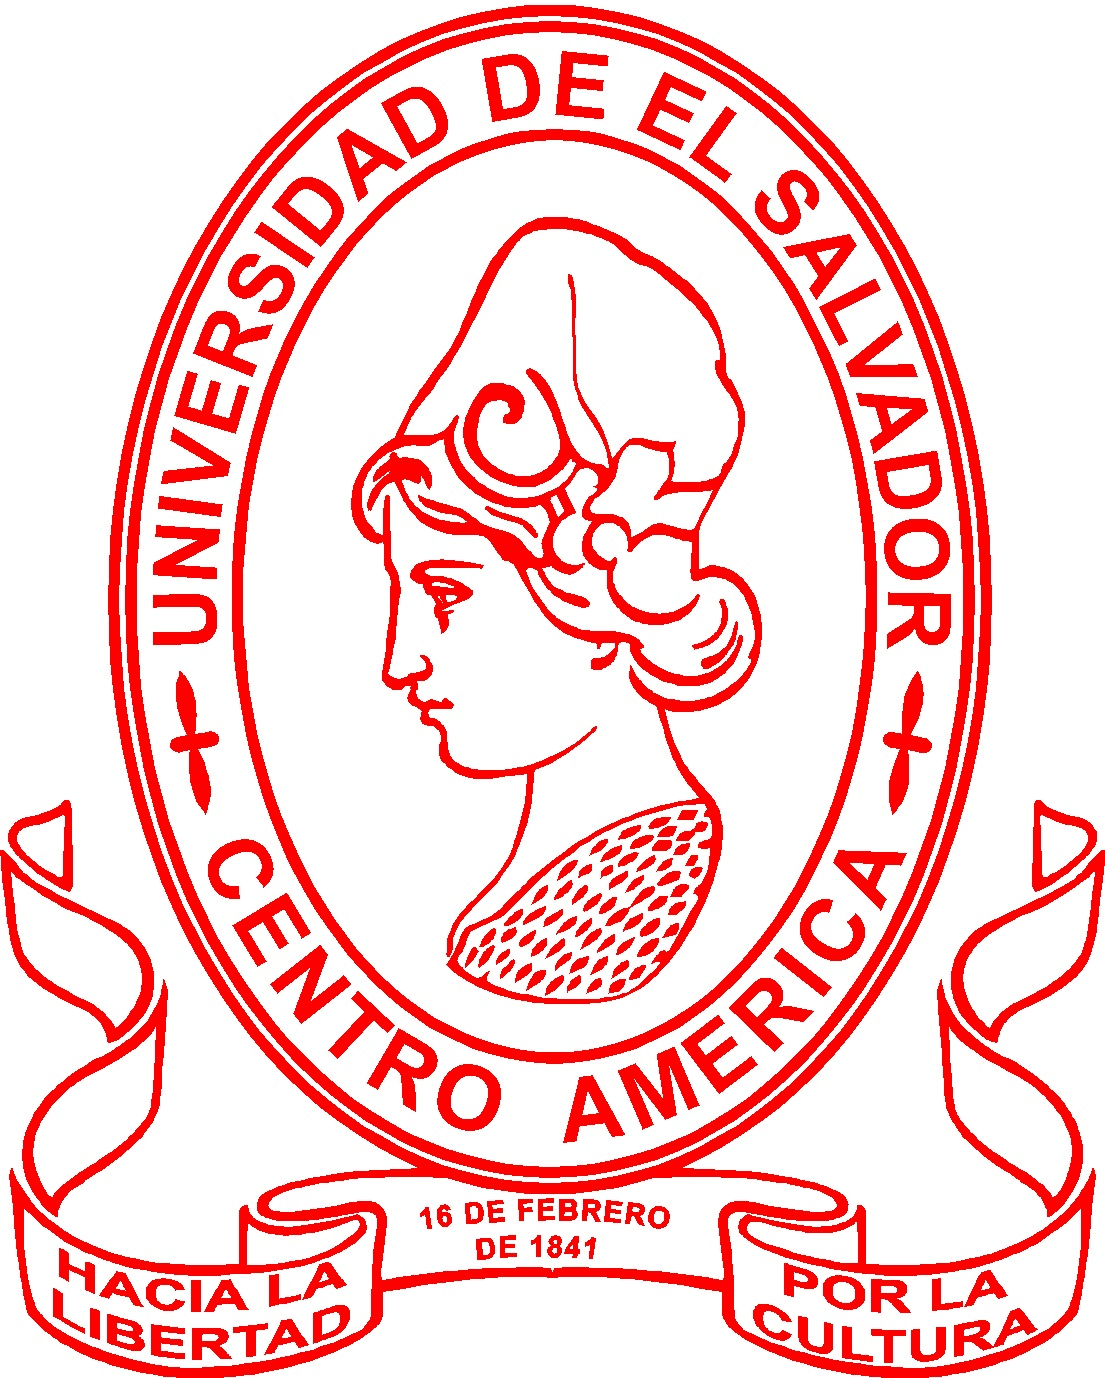 UNIVERSIDAD DE EL SALVADOR
CENTRO AMERICA
16 DE FEBRERO
DE 1841
HACIA LA
LIBERTAD
POR LA
CULTURA